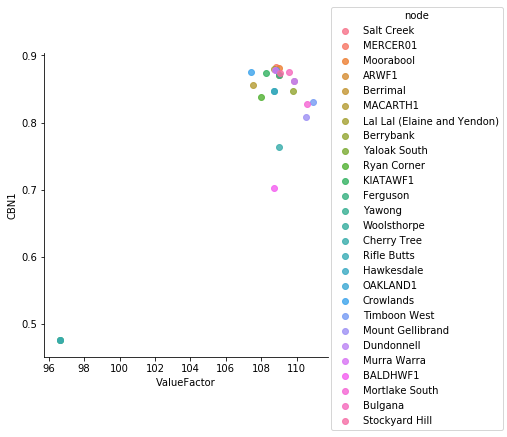 node
Salt Creek
MERCER01
Moorabool
ARWF1
Berrimal
MACARTH1
Lal Lal (Elaine and Yendon)
Berrybank
Yaloak South
Ryan Corner
KIATAWF1
Ferguson
Yawong
Woolsthorpe
Cherry Tree
Rifle Butts
Hawkesdale
OAKLAND1
Crowlands
Timboon West
Mount Gellibrand
Dundonnell
Murra Warra
BALDHWF1
Mortlake South
Bulgana
Stockyard Hill
0.9
0.8
0.7
0.6
0.5
CBN1
96 98 100 102 104 106 108 110
ValueFactor